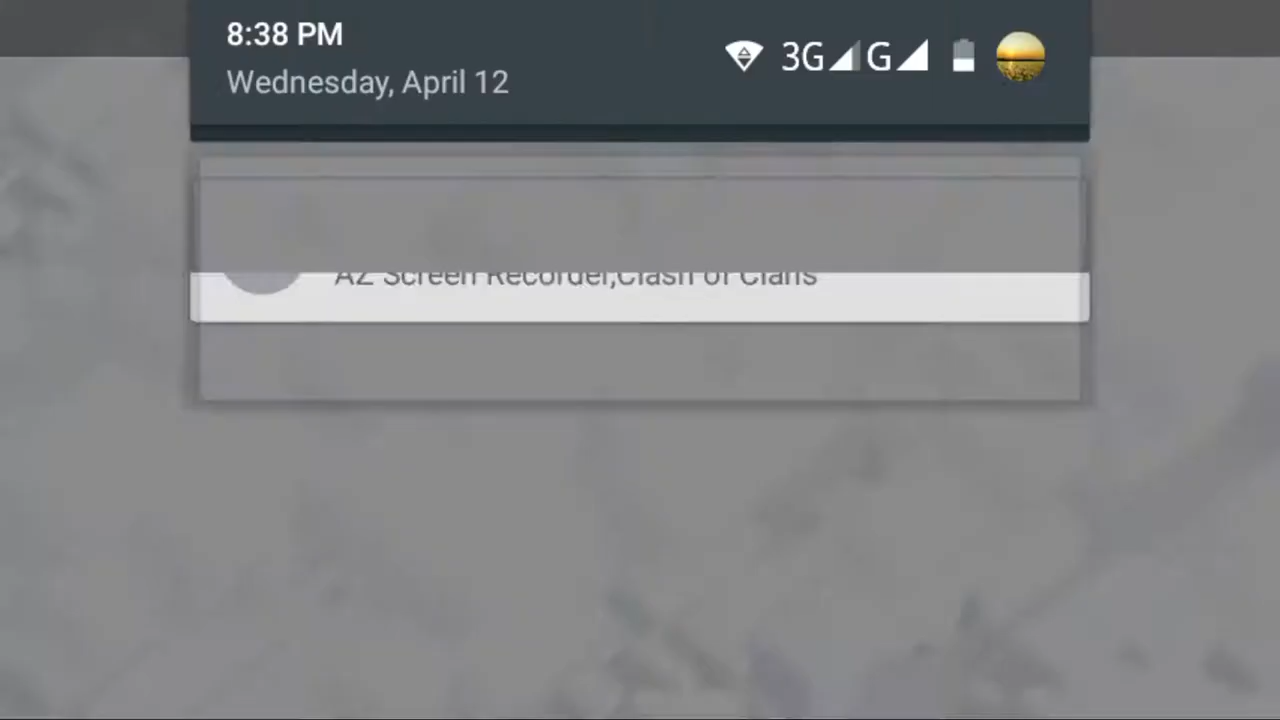 8:38 PM
3G G
Wednesday, April 12
AZ Screen Recorder,Clash of Clans